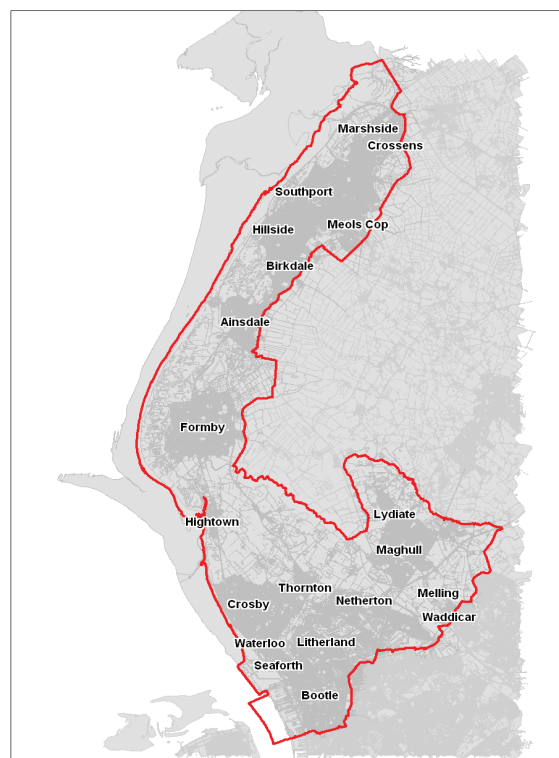 Marshside
Crossens
Southport
Meols Cop
Hillside
Birkdale
Ainsdale
Formby
Lydiate
Hightown
Maghull
Thornton
Melling
Netherton
Crosby
Waddicar
Waterloo
Litherland
Seaforth
Bootle